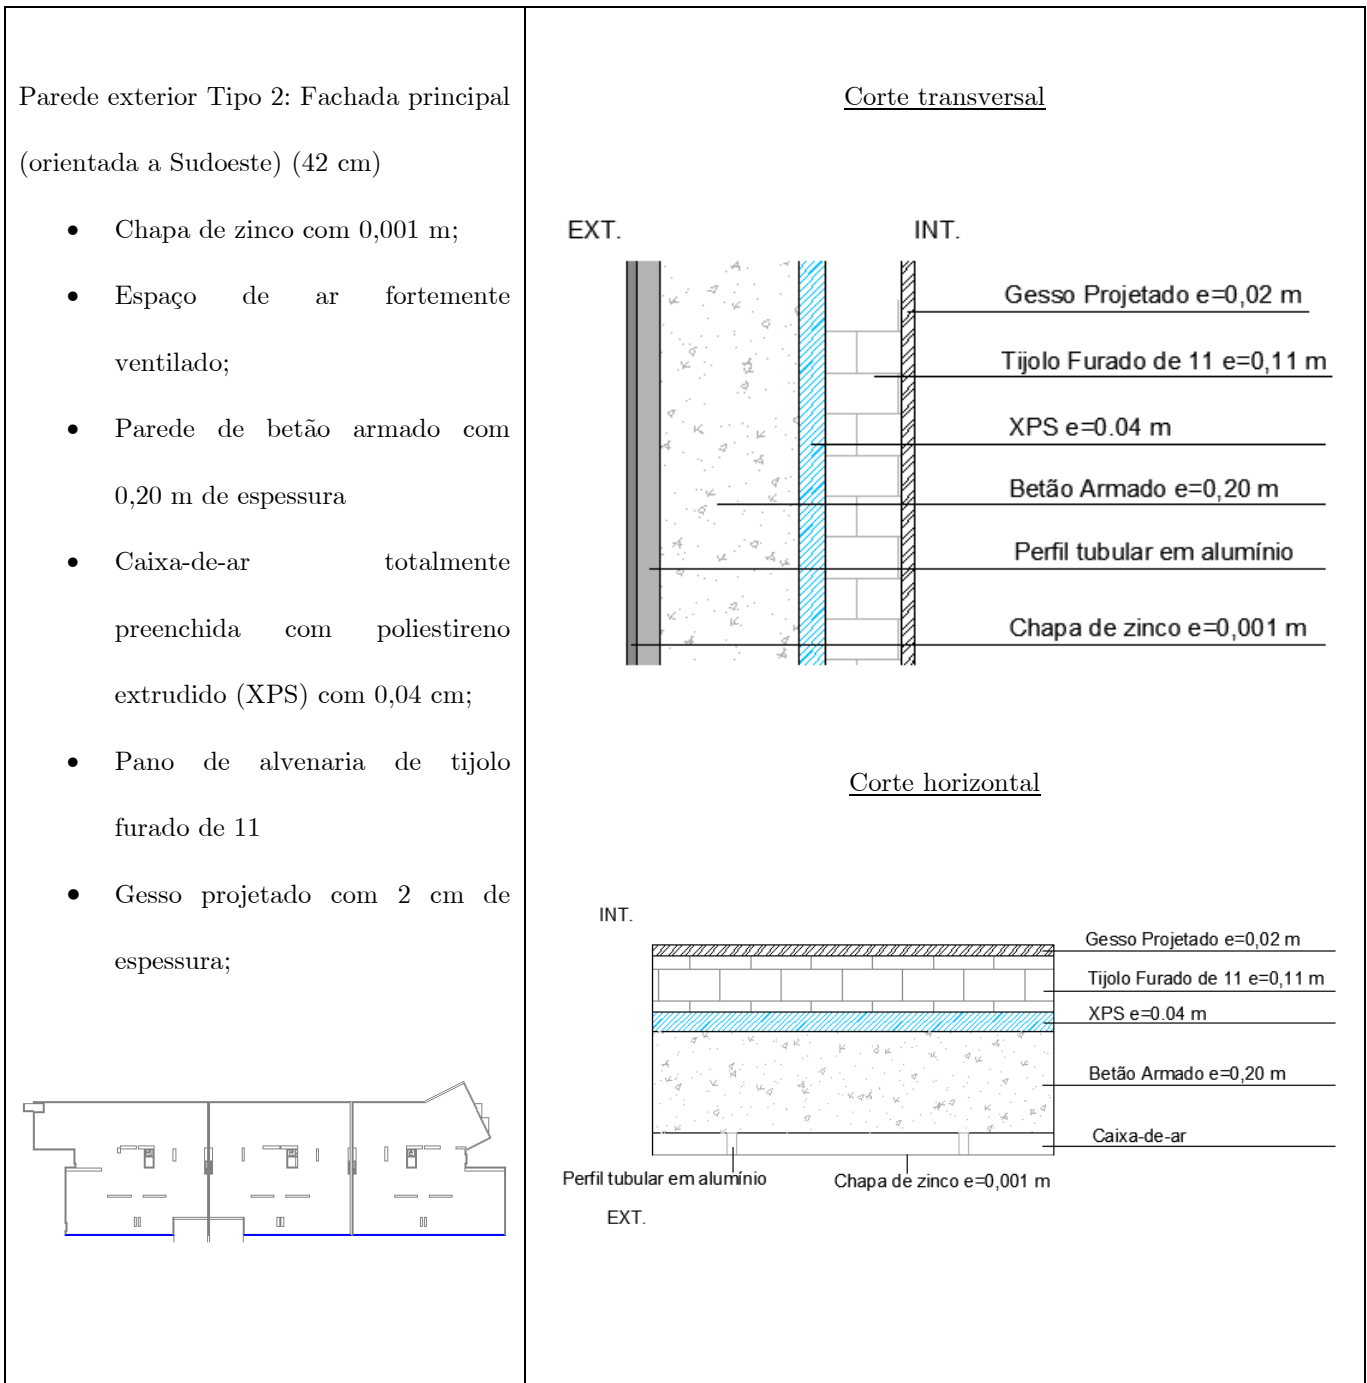 Parede exterior Tipo 2: Fachada principal
(orientada a Sudoeste) (42 cm)
• Chapa de zinco com 0,001 m;
• Espaço de ar fortemente
ventilado;
• Parede de betão armado com
0,20 m de espessura
• Caixa-de-ar totalmente
preenchida com poliestireno
extrudido (XPS) com 0,04 cm;
• Pano de alvenaria de tijolo
furado de 11
• Gesso projetado com 2 cm de
espessura;
Corte transversal
EXT. INT.
Gesso Projetado e=0,02 m
Tijolo Furado de 11 e=0,11 m
XPS e=0.04 m
Betão Armado e=0,20 m
Perfil tubular em alumínio
Chapa de zinco e=0,001 m
Corte horizontal
INT.
Gesso Projetado e=0,02 m
Tijolo Furado de 11 e=0,11 m
XPS e=0.04 m
Betão Armado e=0,20 m
Caixa-de-ar
Perfil tubular em alumínio Chapa de zinco e=0,001 m
EXT.